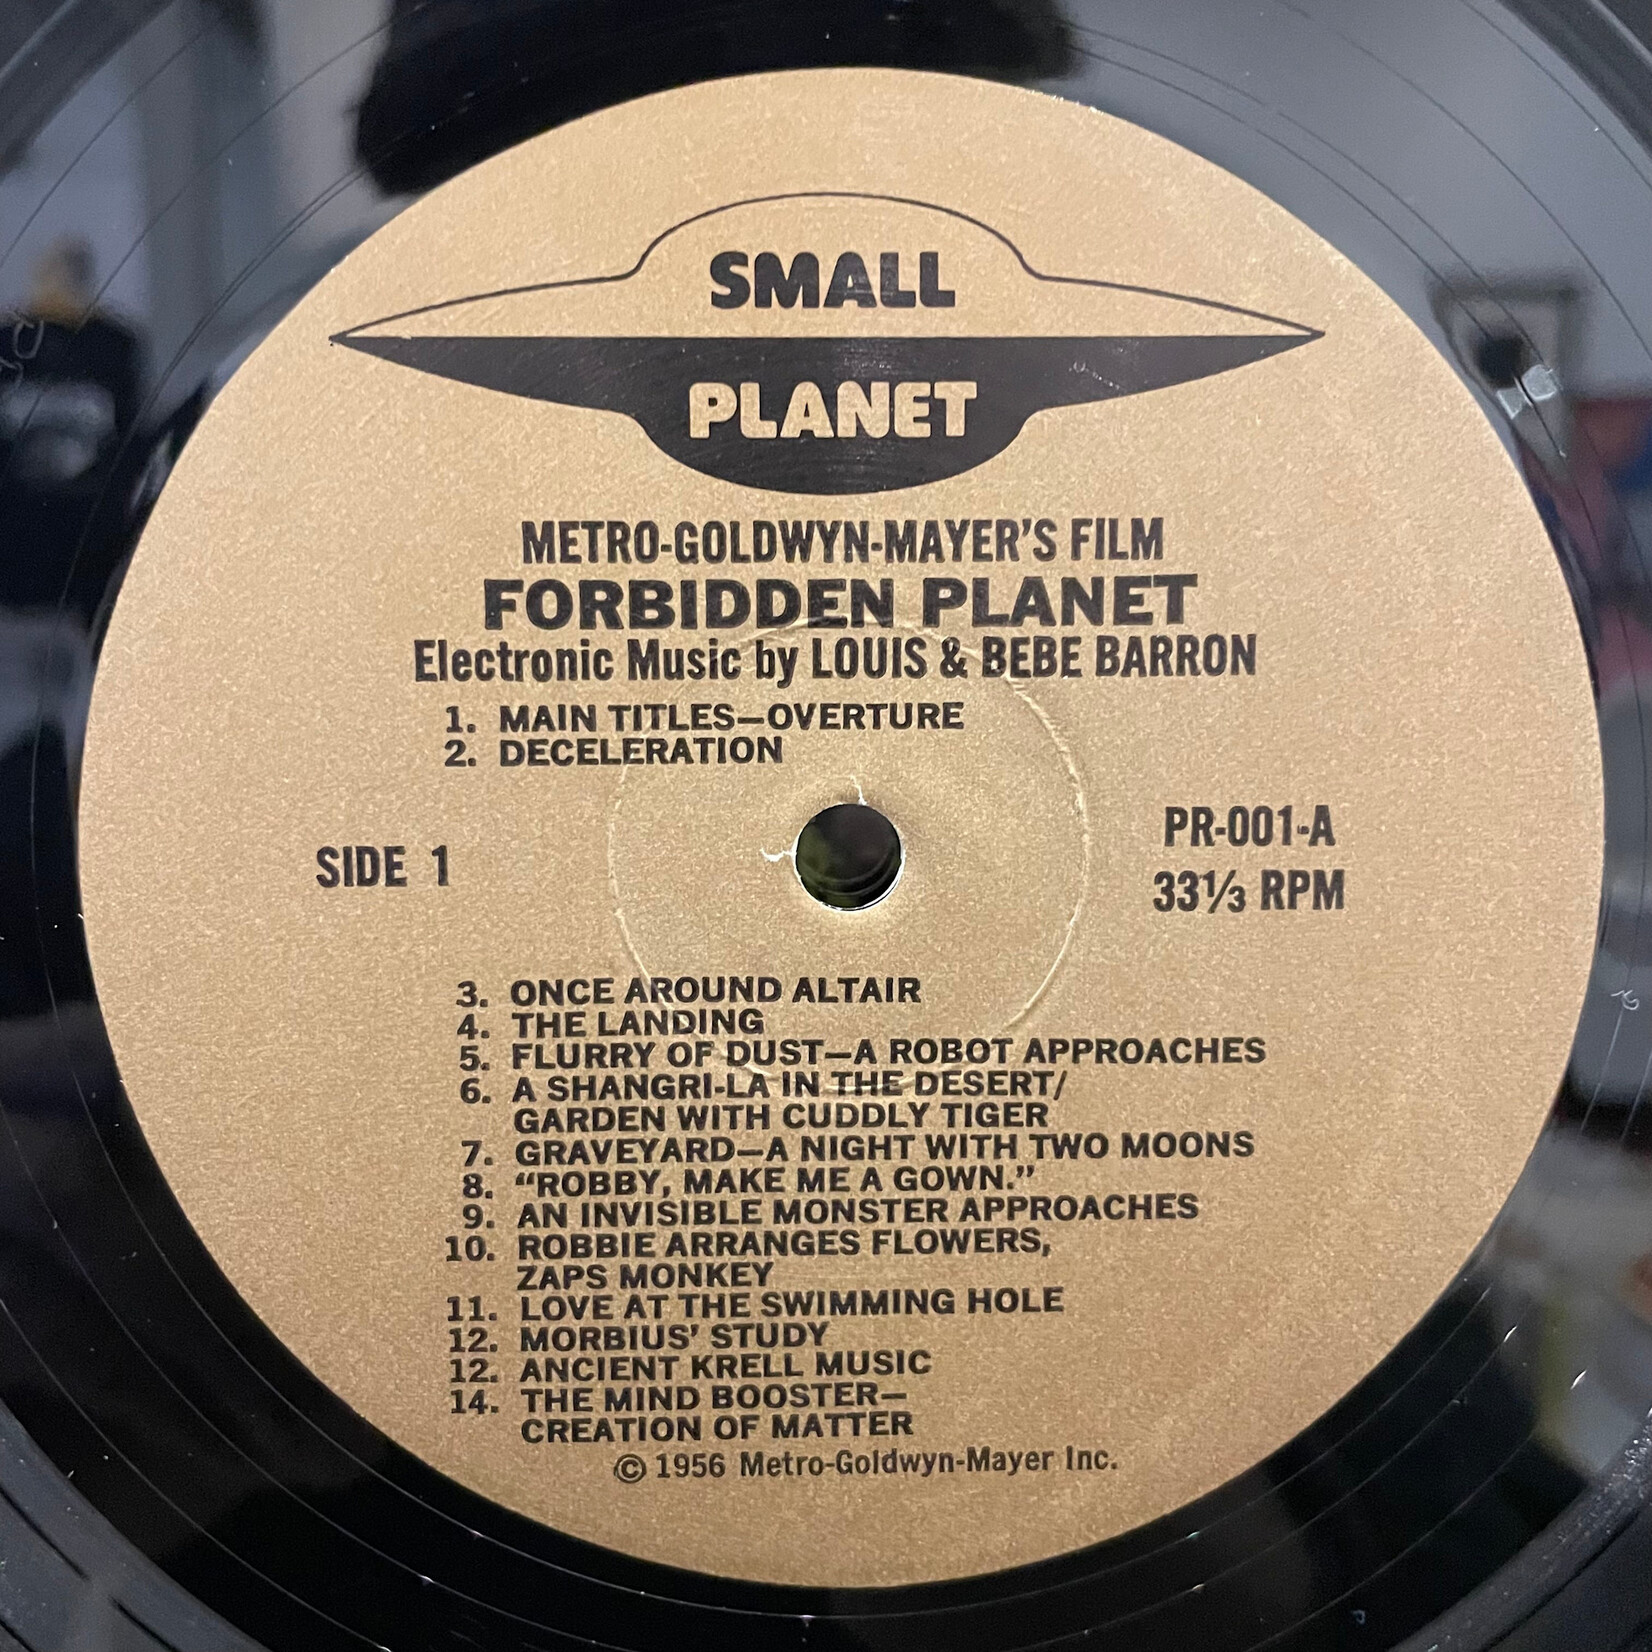 SMALL
PLANET
METRO-GOLDWYN-MAYER'S FILM
FORBIDDEN PLANET
Electronic Music by LOUIS & BEBE BARRON
1. MAIN TITLES—OVERTURE
2. DECELERATION
SIDE 1
PR-001-A
33⅓ RPM
3. ONCE AROUND ALTAIR
4. THE LANDING
5. FLURRY OF DUST—A ROBOT APPROACHES
6. A SHANGRI-LA IN THE DESERT/
GARDEN WITH CUDDLY TIGER
7. GRAVEYARD—A NIGHT WITH TWO MOONS
8. “ROBBY, MAKE ME A GOWN.”
9. AN INVISIBLE MONSTER APPROACHES
10. ROBBIE ARRANGES FLOWERS,
ZAPS MONKEY
11. LOVE AT THE SWIMMING HOLE
12. MORBIUS’ STUDY
12. ANCIENT KRELL MUSIC
14. THE MIND BOOSTER—
CREATION OF MATTER
© 1956 Metro-Goldwyn-Mayer Inc.